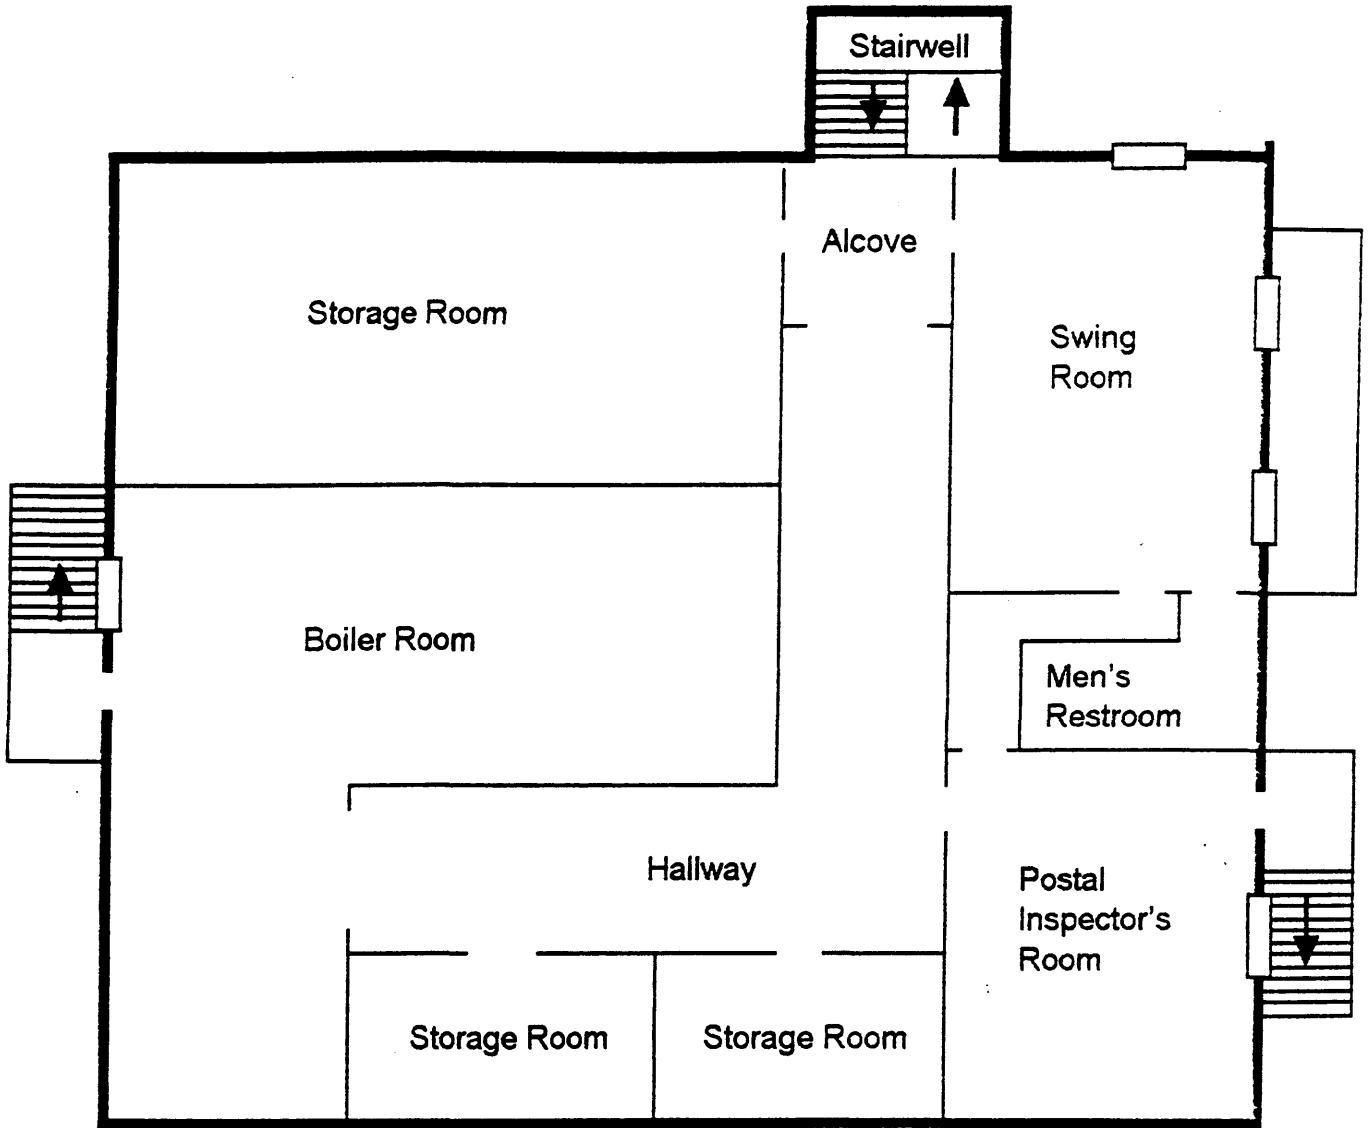 Stairwell
Alcove
Storage Room
Swing
Room
Boiler Room
Men's
Restroom
Hallway
Postal
Inspector's
Room
Storage Room
Storage Room